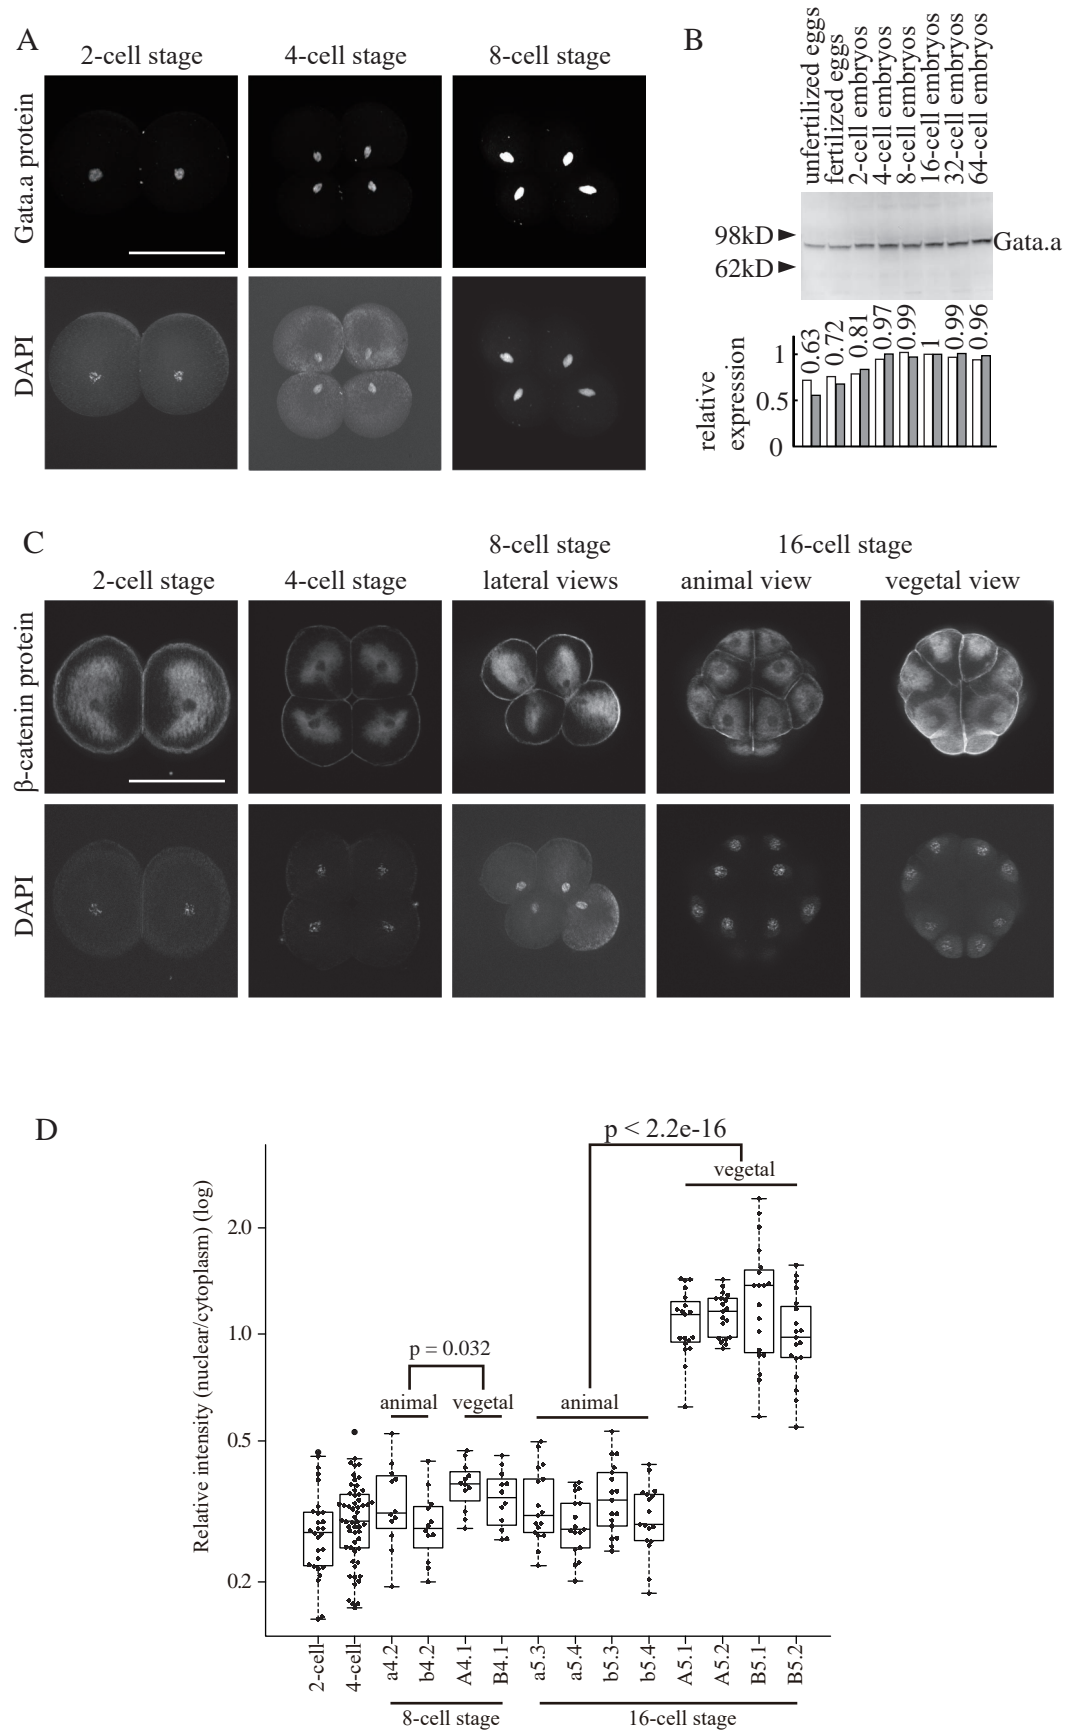 A
2-cell stage
4-cell stage
8-cell stage
Gata.a protein
DAPI
B
unfertilized eggs
fertilized eggs
2-cell embryos
4-cell embryos
8-cell embryos
16-cell embryos
32-cell embryos
64-cell embryos
98kD
62kD
Gata.a
relative
expression
1
0.5
0
0.63
0.72
0.81
0.97
0.99
1
0.99
0.96
C
8-cell stage
16-cell stage
2-cell stage
4-cell stage
lateral views
animal view
vegetal view
β-catenin protein
DAPI
D
p < 2.2e-16
vegetal
Relative intensity (nuclear/cytoplasm) (log)
2.0
1.0
0.5
0.2
p = 0.032
animal
vegetal
animal
2-cell
4-cell
a4.2
b4.2
A4.1
B4.1
a5.3
a5.4
b5.3
b5.4
A5.1
A5.2
B5.1
B5.2
8-cell stage
16-cell stage